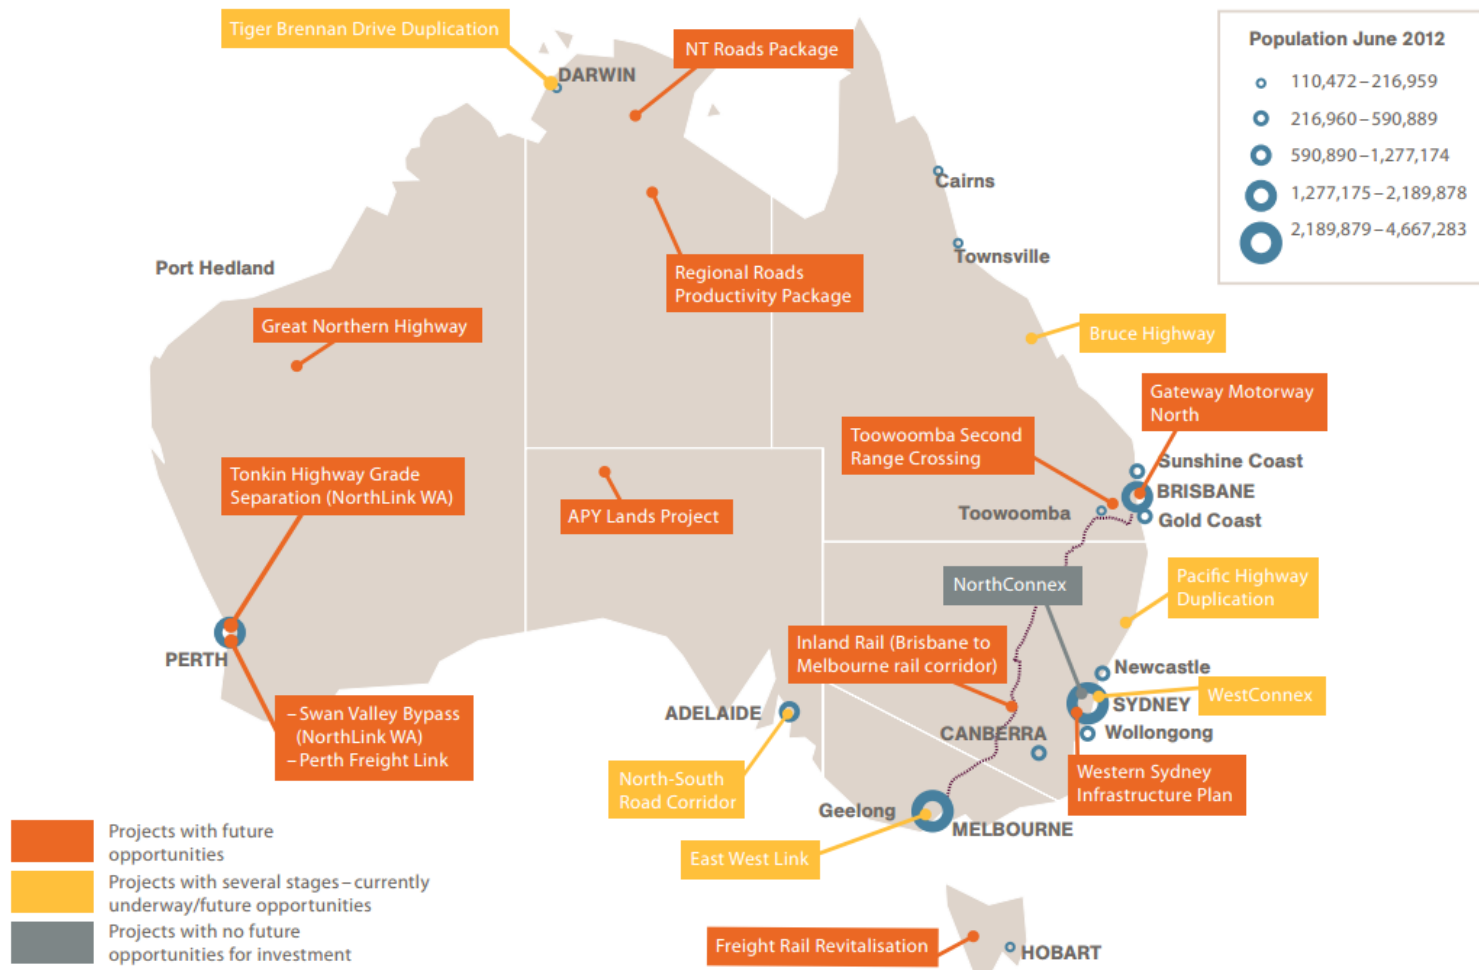 Tiger Brennan Drive Duplication
NT Roads Package
DARWIN
Population June 2012
110,472–216,959
216,960–590,889
590,890–1,277,174
1,277,175–2,189,878
2,189,879–4,667,283
Cairns
Townsville
Port Hedland
Regional Roads
Productivity Package
Great Northern Highway
Bruce Highway
Gateway Motorway
North
Toowoomba Second
Range Crossing
Sunshine Coast
BRISBANE
Gold Coast
Toowoomba
Tonkin Highway Grade
Separation (NorthLink WA)
APY Lands Project
NorthConnex
Pacific Highway
Duplication
Inland Rail (Brisbane to
Melbourne rail corridor)
PERTH
Newcastle
WestConnex
SYDNEY
ADELAIDE
CANBERRA
Wollongong
– Swan Valley Bypass
(NorthLink WA)
– Perth Freight Link
North-South
Road Corridor
Western Sydney
Infrastructure Plan
Geelong
MELBOURNE
East West Link
Projects with future
opportunities
Projects with several stages – currently
underway/future opportunities
Projects with no future
opportunities for investment
Freight Rail Revitalisation
HOBART